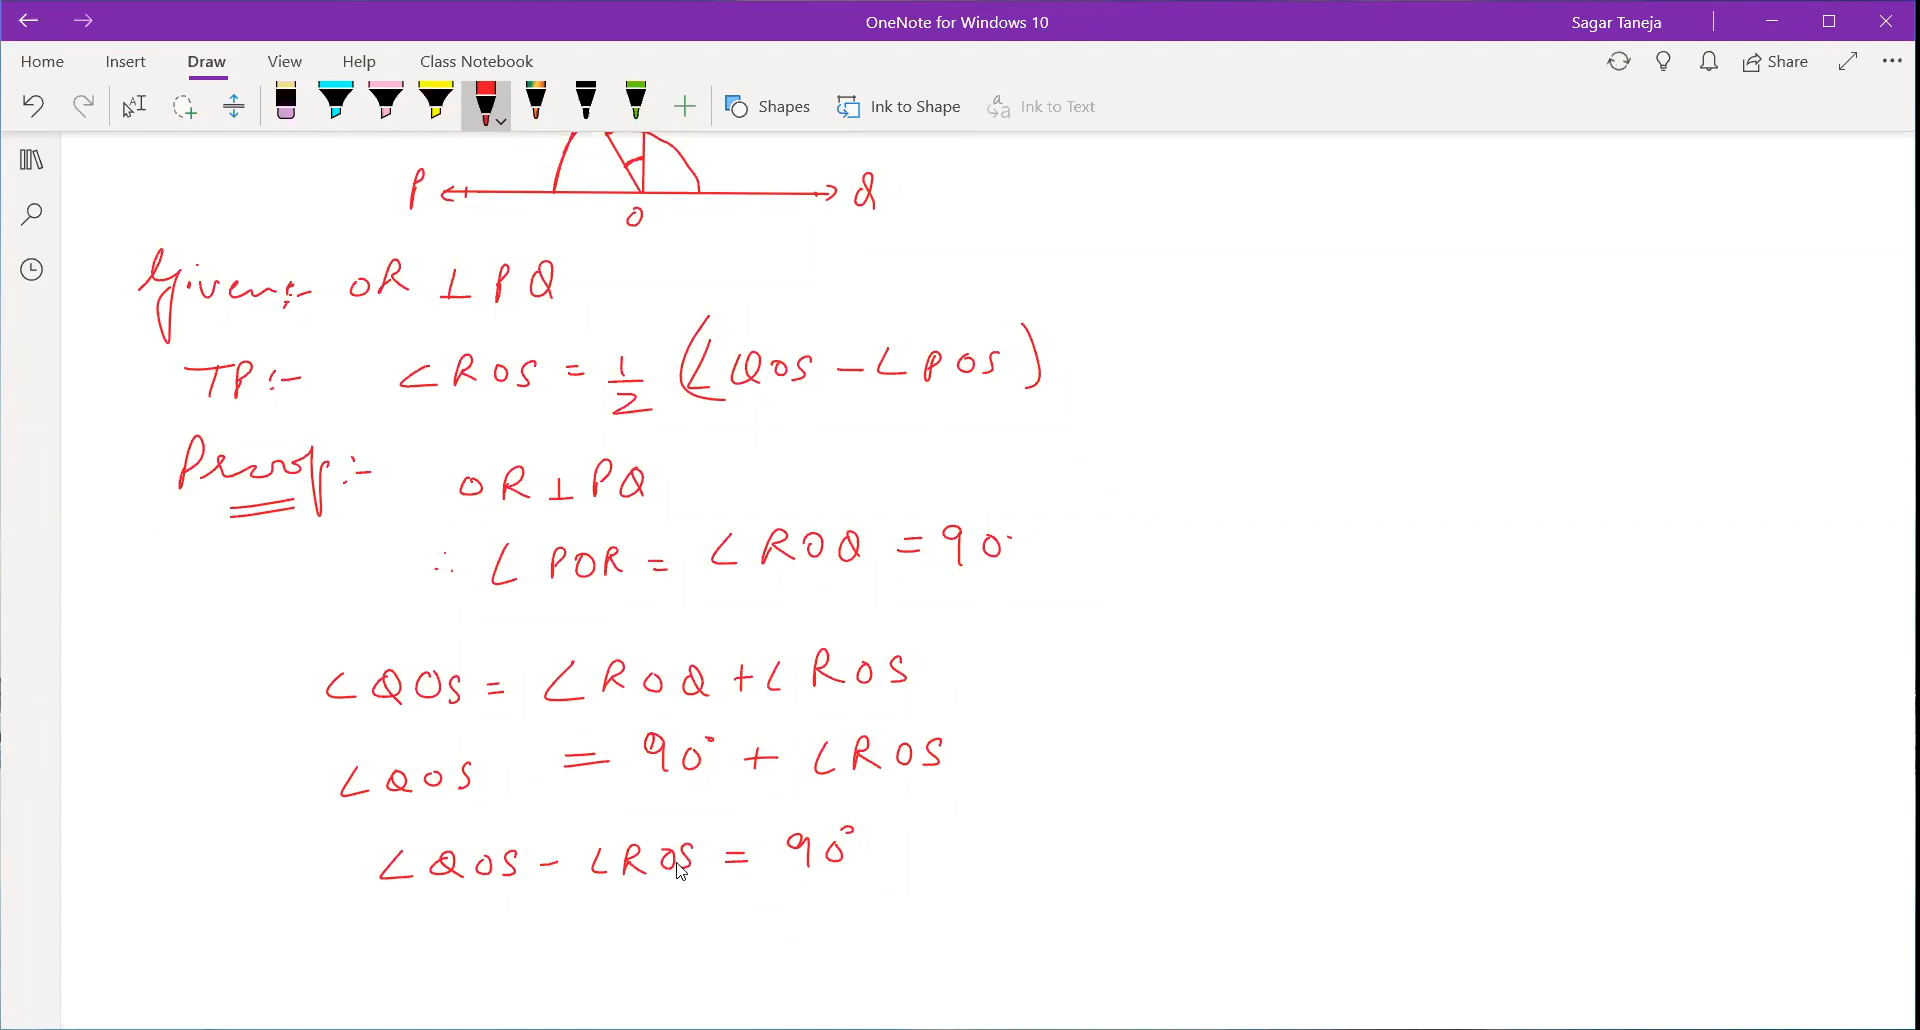 OneNote for Windows 10
Sagar Taneja
Home Insert Draw View Help Class Notebook
Share
Shapes Ink to Shape Ink to Text
P Q
O
Given:- OR ⊥ PQ
TP:- ∠ROS = 1/2 (∠QOS - ∠POS)
Proof:- OR ⊥ PQ
∴ ∠POR = ∠ROQ = 90°
∠QOS = ∠ROQ + ∠ROS
∠QOS = 90° + ∠ROS
∠QOS - ∠ROS = 90°